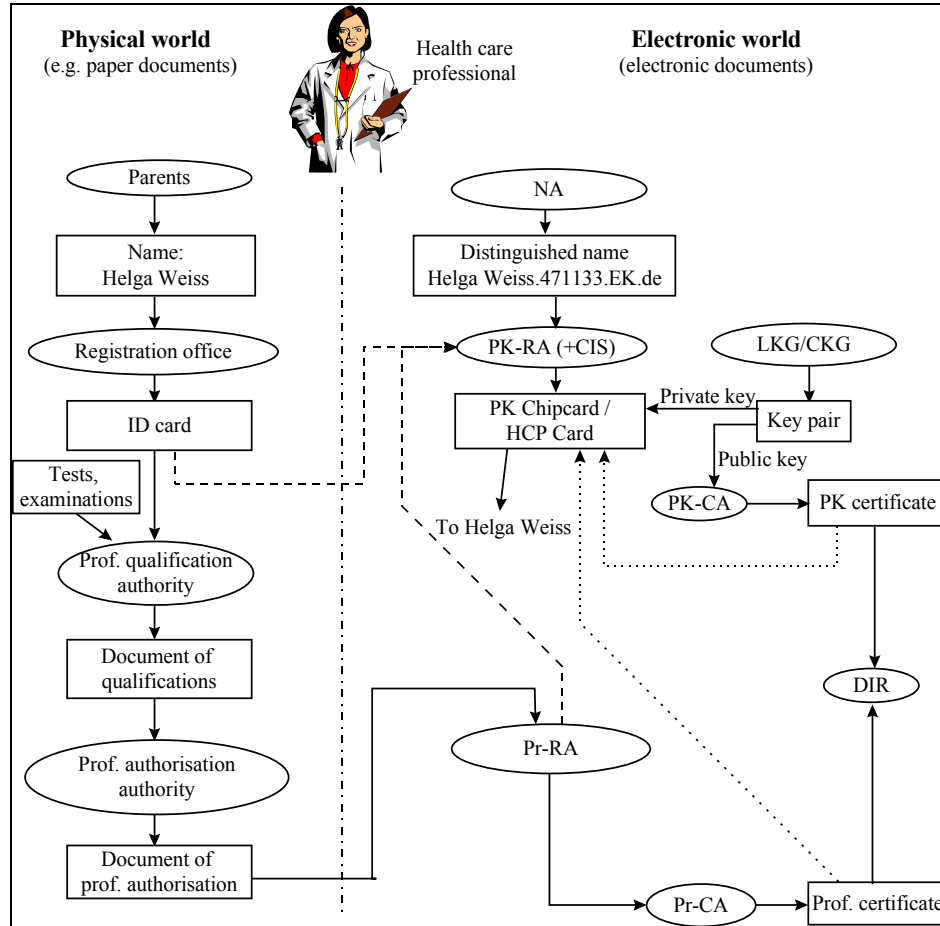 Physical world
(e.g. paper documents)
Health care
professional
Electronic world
(electronic documents)
Parents
Name:
Helga Weiss
Registration office
ID card
Tests,
examinations
Prof. qualification
authority
Document of
qualifications
Prof. authorisation
authority
Document of
prof. authorisation
NA
Distinguished name
Helga Weiss.471133.EK.de
PK-RA (+CIS)
PK Chipcard /
HCP Card
To Helga Weiss
LKG/CKG
Private key
Key pair
Public key
PK-CA
PK certificate
DIR
Pr-RA
Pr-CA
Prof. certificate